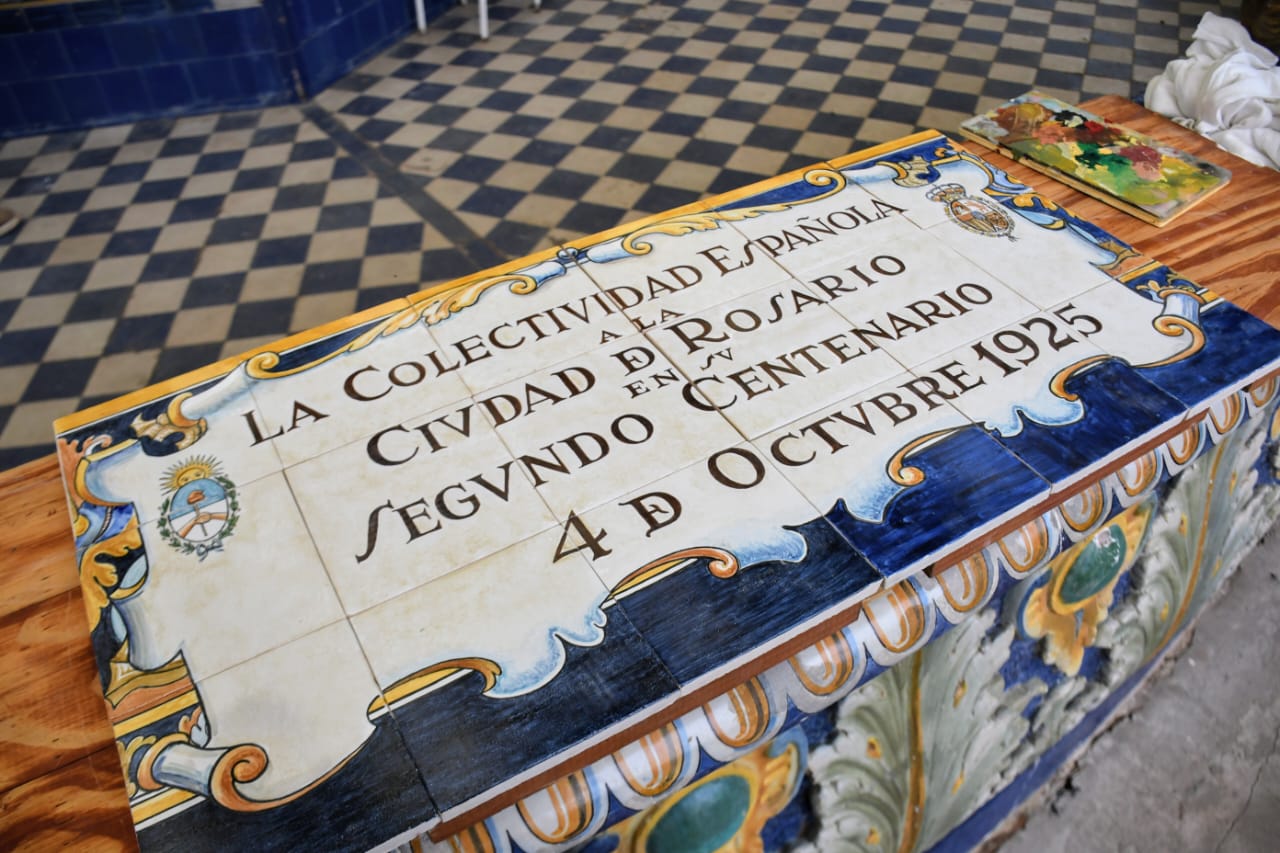 LA COLECTIVIDAD ESPAÑOLA
A LA
CIVDAD DE ROSARIO
EN SV
SEGVNDO CENTENARIO
4 DE OCTVBRE 1925